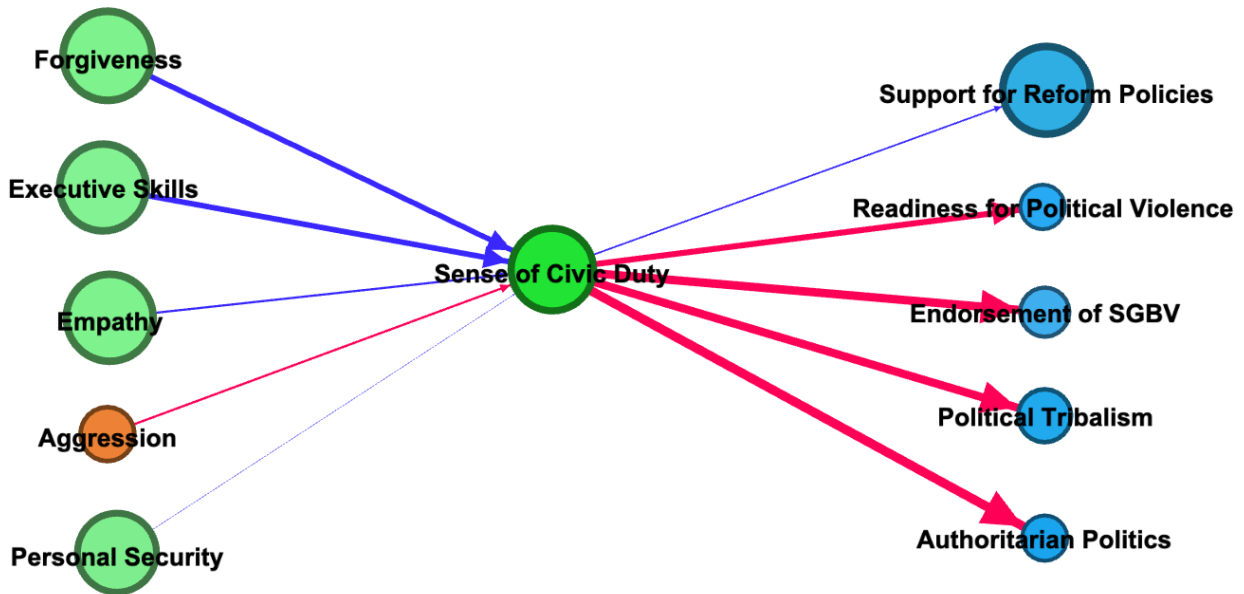 Forgiveness
Executive Skills
Empathy
Aggression
Personal Security
Sense of Civic Duty
Support for Reform Policies
Readiness for Political Violence
Endorsement of SGBV
Political Tribalism
Authoritarian Politics